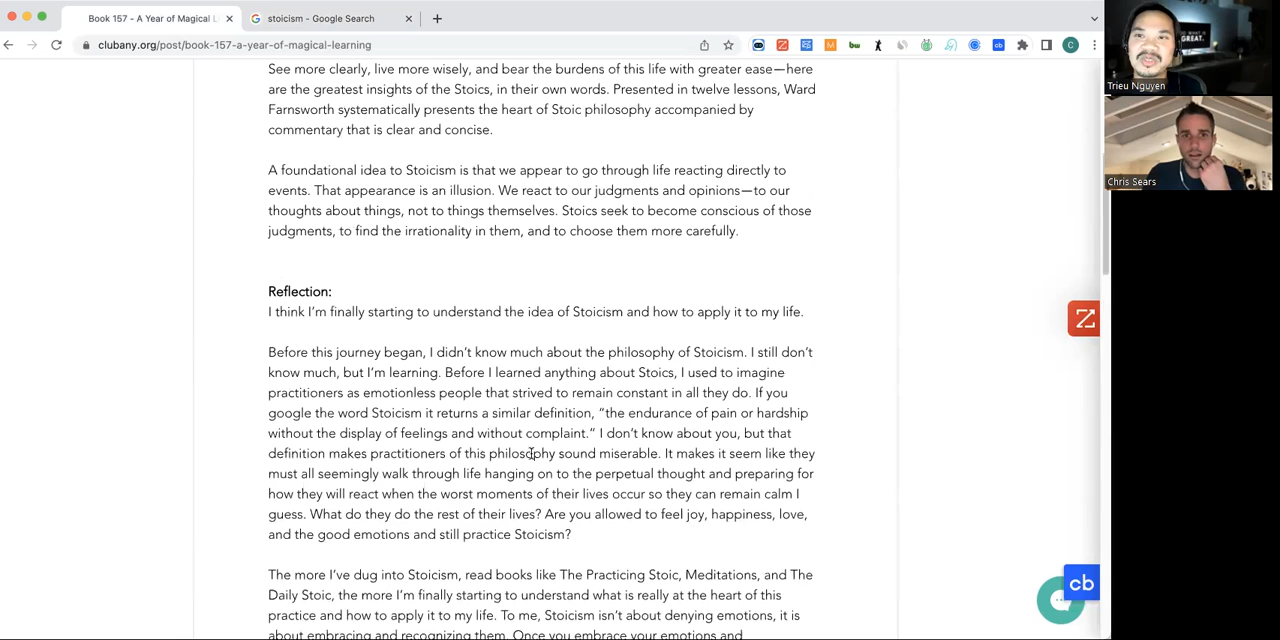 Book 157 - A Year of Magical L
stoicism - Google Search
clubany.org/post/book-157-a-year-of-magical-learning
C
See more clearly, live more wisely, and bear the burdens of this life with greater ease—here
are the greatest insights of the Stoics, in their own words. Presented in twelve lessons, Ward
Farnsworth systematically presents the heart of Stoic philosophy accompanied by
commentary that is clear and concise.
A foundational idea to Stoicism is that we appear to go through life reacting directly to
events. That appearance is an illusion. We react to our judgments and opinions—to our
thoughts about things, not to things themselves. Stoics seek to become conscious of those
judgments, to find the irrationality in them, and to choose them more carefully.
Reflection:
I think I’m finally starting to understand the idea of Stoicism and how to apply it to my life.
Before this journey began, I didn’t know much about the philosophy of Stoicism. I still don’t
know much, but I’m learning. Before I learned anything about Stoics, I used to imagine
practitioners as emotionless people that strived to remain constant in all they do. If you
google the word Stoicism it returns a similar definition, “the endurance of pain or hardship
without the display of feelings and without complaint.” I don’t know about you, but that
definition makes practitioners of this philosophy sound miserable. It makes it seem like they
must all seemingly walk through life hanging on to the perpetual thought and preparing for
how they will react when the worst moments of their lives occur so they can remain calm I
guess. What do they do the rest of their lives? Are you allowed to feel joy, happiness, love,
and the good emotions and still practice Stoicism?
The more I’ve dug into Stoicism, read books like The Practicing Stoic, Meditations, and The
Daily Stoic, the more I’m finally starting to understand what is really at the heart of this
practice and how to apply it to my life. To me, Stoicism isn’t about denying emotions, it is
about embracing and recognizing them. Once you embrace your emotions and
cb
GREAT.
Trieu Nguyen
Chris Sears